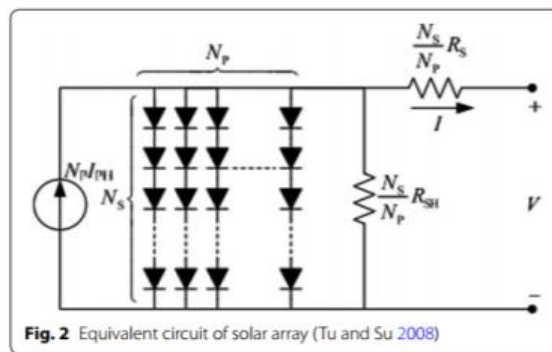 N_P
N_S/N_P R_S
I
+
N_P I_PH
N_S
N_S/N_P R_SH
V
−
Fig. 2 Equivalent circuit of solar array (Tu and Su 2008)